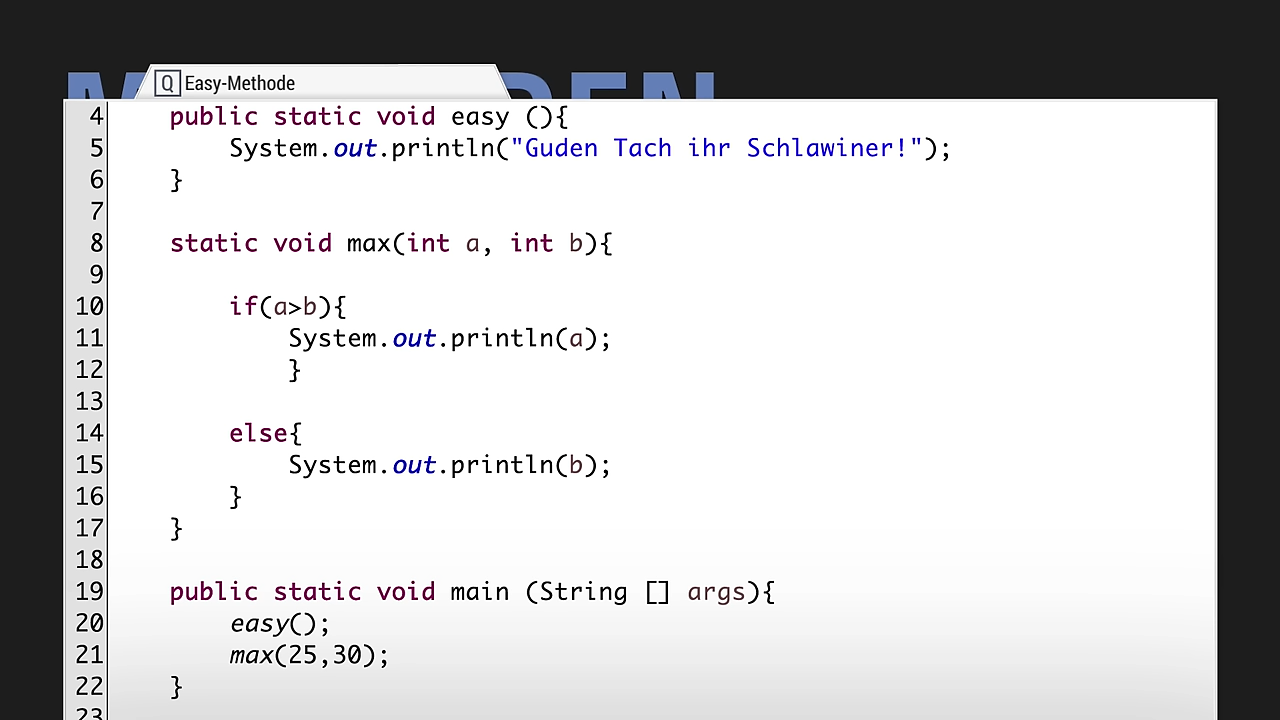 Q Easy-Methode
4 public static void easy (){
5 System.out.println("Guden Tach ihr Schlawiner!");
6 }
7
8 static void max(int a, int b){
9
10 if(a>b){
11 System.out.println(a);
12 }
13
14 else{
15 System.out.println(b);
16 }
17 }
18
19 public static void main (String [] args){
20 easy();
21 max(25,30);
22 }
23